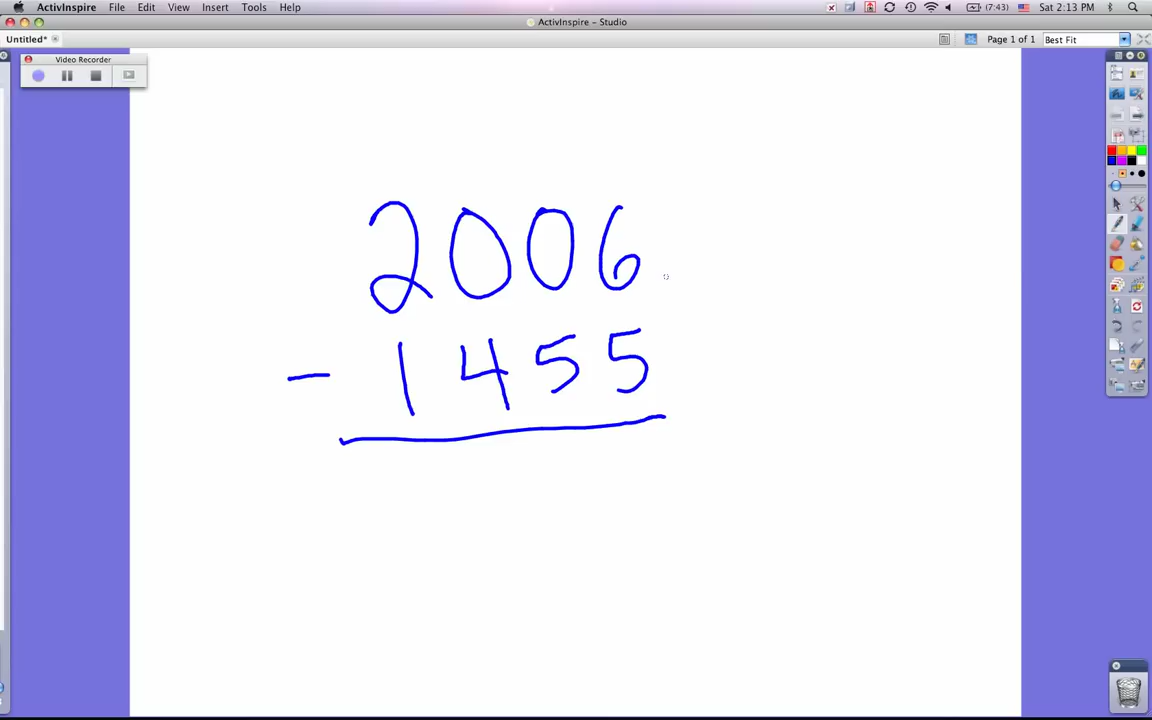 ActivInspire File Edit View Insert Tools Help (7:43) Sat 2:13 PM
ActivInspire – Studio
Untitled* Page 1 of 1 Best Fit
Video Recorder
2006
- 1455